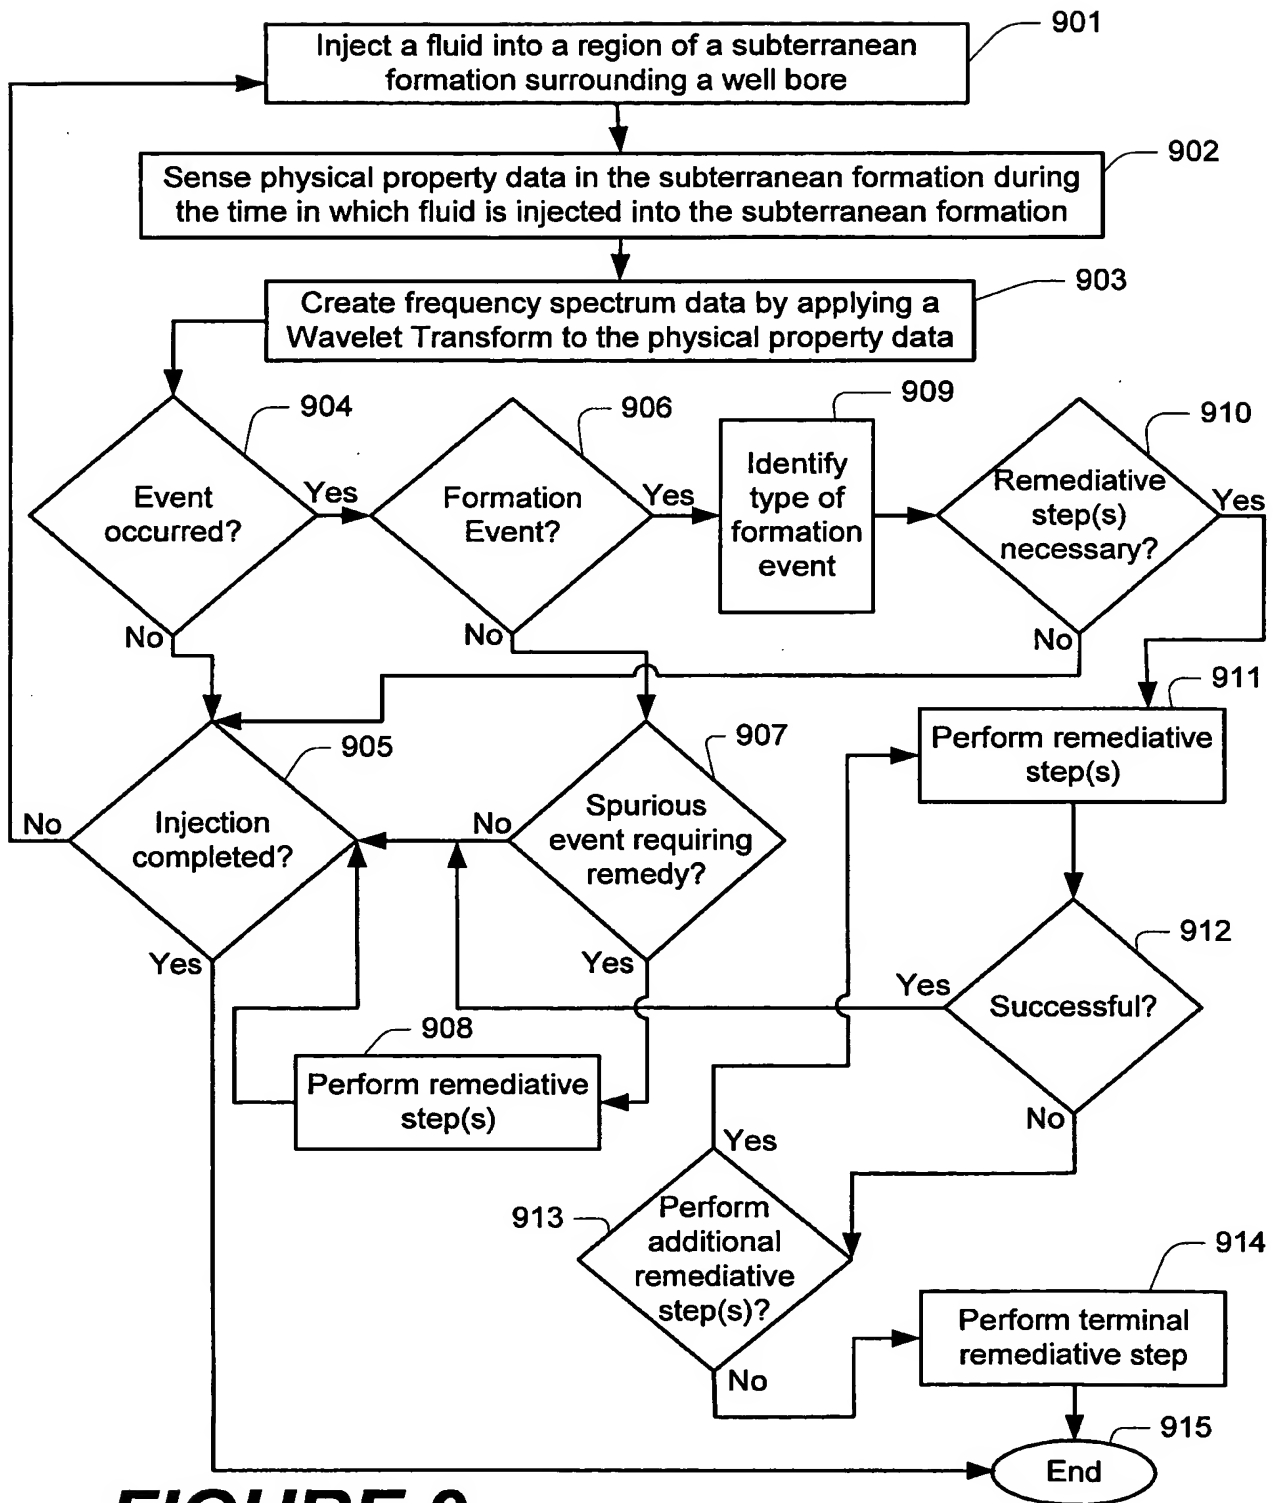 901
Inject a fluid into a region of a subterranean
formation surrounding a well bore
902
Sense physical property data in the subterranean formation during
the time in which fluid is injected into the subterranean formation
903
Create frequency spectrum data by applying a
Wavelet Transform to the physical property data
904
Event
occurred?
Yes
No
906
Formation
Event?
Yes
No
909
Identify
type of
formation
event
910
Remediative
step(s)
necessary?
Yes
No
905
Injection
completed?
No
Yes
907
Spurious
event requiring
remedy?
No
Yes
911
Perform remediative
step(s)
908
Perform remediative
step(s)
912
Successful?
Yes
No
913
Perform
additional
remediative
step(s)?
Yes
No
914
Perform terminal
remediative step
915
End
FIGURE 9